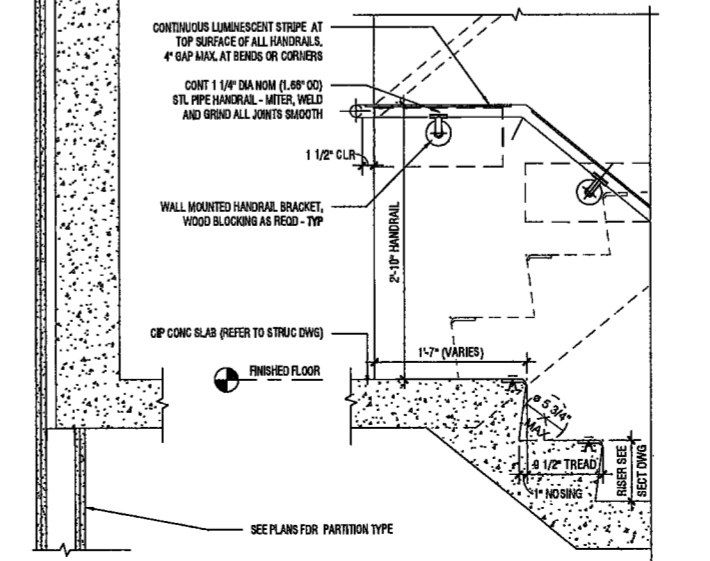 CONTINUOUS LUMINESCENT STRIPE AT
TOP SURFACE OF ALL HANDRAILS,
4" GAP MAX. AT BENDS OR CORNERS
CONT 1 1/4" DIA NOM (1.66" OD)
STL PIPE HANDRAIL - MITER, WELD
AND GRIND ALL JOINTS SMOOTH
1 1/2" CLR
WALL MOUNTED HANDRAIL BRACKET,
WOOD BLOCKING AS REQD - TYP
2'-10" HANDRAIL
CIP CONC SLAB (REFER TO STRUC DWG)
1'-7" (VARIES)
FINISHED FLOOR
ø 5 3/4"
MAX
9 1/2" TREAD
1" NOSING
RISER SEE
SECT DWG
SEE PLANS FOR PARTITION TYPE